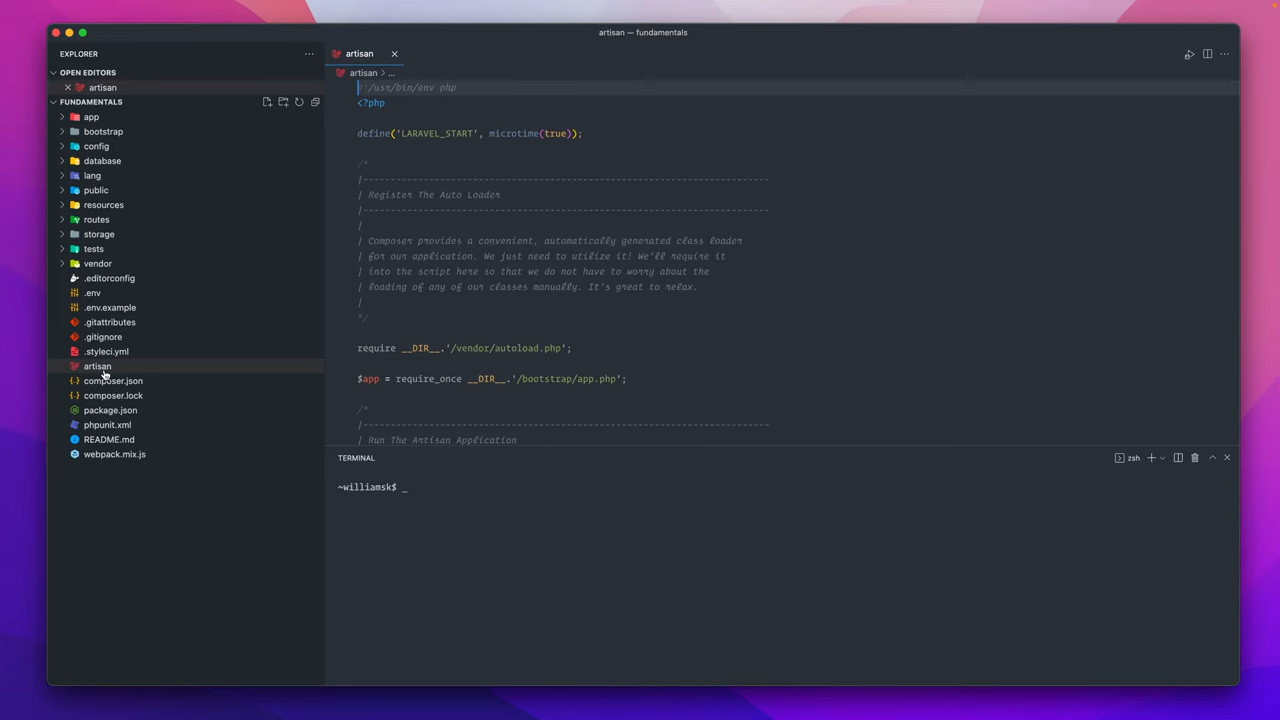 artisan — fundamentals
EXPLORER
OPEN EDITORS
artisan
FUNDAMENTALS
app
bootstrap
config
database
lang
public
resources
routes
storage
tests
vendor
.editorconfig
.env
.env.example
.gitattributes
.gitignore
.styleci.yml
artisan
composer.json
composer.lock
package.json
phpunit.xml
README.md
webpack.mix.js
artisan
artisan > ...
#!/usr/bin/env php
<?php
define('LARAVEL_START', microtime(true));
/*
|--------------------------------------------------------------------------
| Register The Auto Loader
|--------------------------------------------------------------------------
|
| Composer provides a convenient, automatically generated class loader
| for our application. We just need to utilize it! We'll require it
| into the script here so that we do not have to worry about the
| loading of any of our classes manually. It's great to relax.
|
*/
require __DIR__.'/vendor/autoload.php';
$app = require_once __DIR__.'/bootstrap/app.php';
/*
|--------------------------------------------------------------------------
| Run The Artisan Application
TERMINAL
zsh
~williamsk$ _